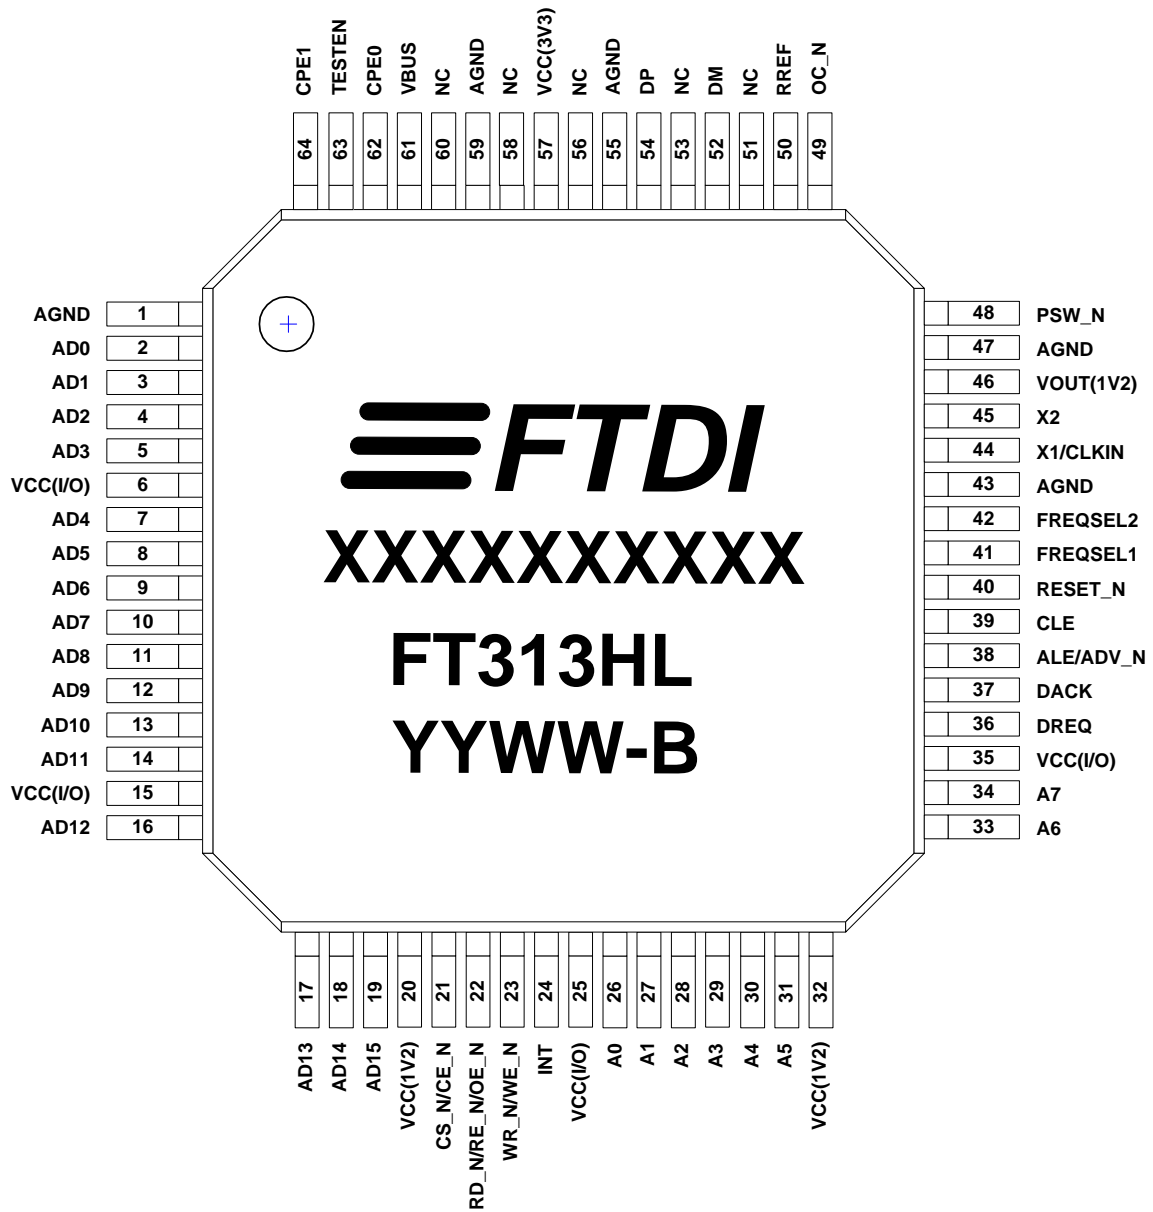 CPE1 TESTEN CPE0 VBUS NC AGND NC VCC(3V3) NC AGND DP NC DM NC RREF OC_N
64 63 62 61 60 59 58 57 56 55 54 53 52 51 50 49
AGND 1 48 PSW_N
AD0 2 47 AGND
AD1 3 46 VOUT(1V2)
AD2 4 45 X2
AD3 5 44 X1/CLKIN
VCC(I/O) 6 43 AGND
AD4 7 42 FREQSEL2
AD5 8 41 FREQSEL1
AD6 9 40 RESET_N
AD7 10 39 CLE
AD8 11 38 ALE/ADV_N
AD9 12 37 DACK
AD10 13 36 DREQ
AD11 14 35 VCC(I/O)
VCC(I/O) 15 34 A7
AD12 16 33 A6
FTDI
XXXXXXXXXX
FT313HL
YYWW-B
17 18 19 20 21 22 23 24 25 26 27 28 29 30 31 32
AD13 AD14 AD15 VCC(1V2) CS_N/CE_N RD_N/RE_N/OE_N WR_N/WE_N INT VCC(I/O) A0 A1 A2 A3 A4 A5 VCC(1V2)